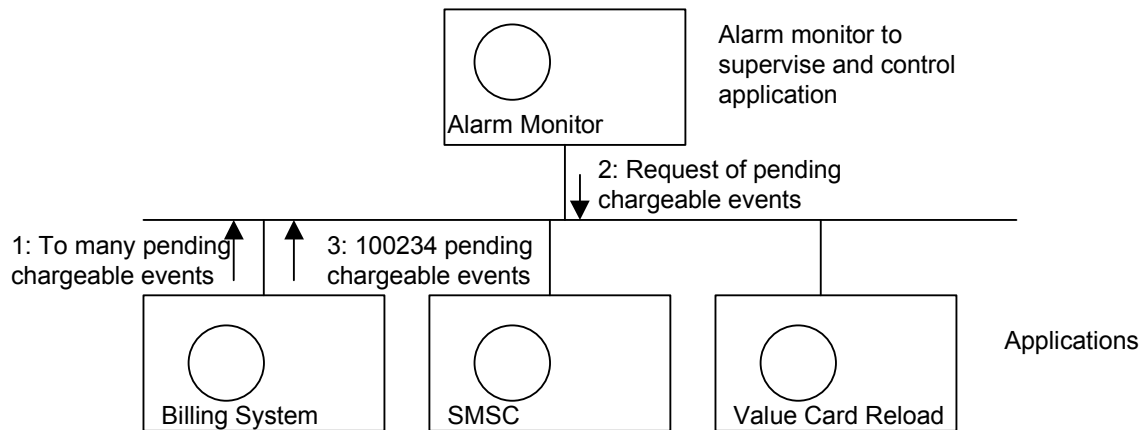 Alarm monitor to
supervise and control
application
Alarm Monitor
2: Request of pending
chargeable events
1: To many pending
chargeable events
3: 100234 pending
chargeable events
Applications
Billing System
SMSC
Value Card Reload